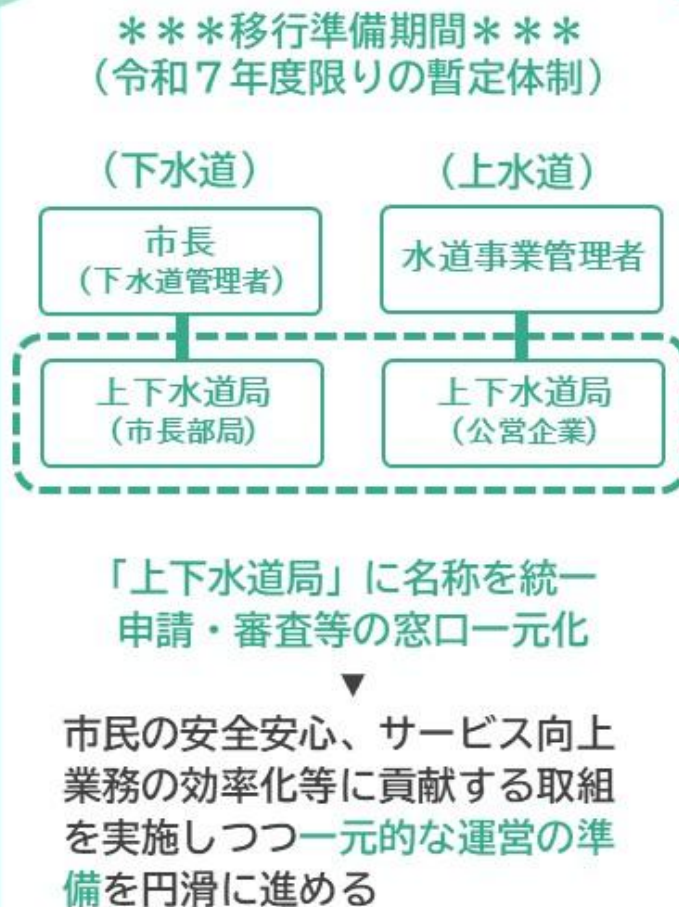 ＊＊＊移行準備期間＊＊＊
（令和７年度限りの暫定体制）
（下水道）
（上水道）
市長
（下水道管理者）
水道事業管理者
上下水道局
（市長部局）
上下水道局
（公営企業）
「上下水道局」に名称を統一
申請・審査等の窓口一元化
▼
市民の安全安心、サービス向上
業務の効率化等に貢献する取組
を実施しつつ一元的な運営の準
備を円滑に進める